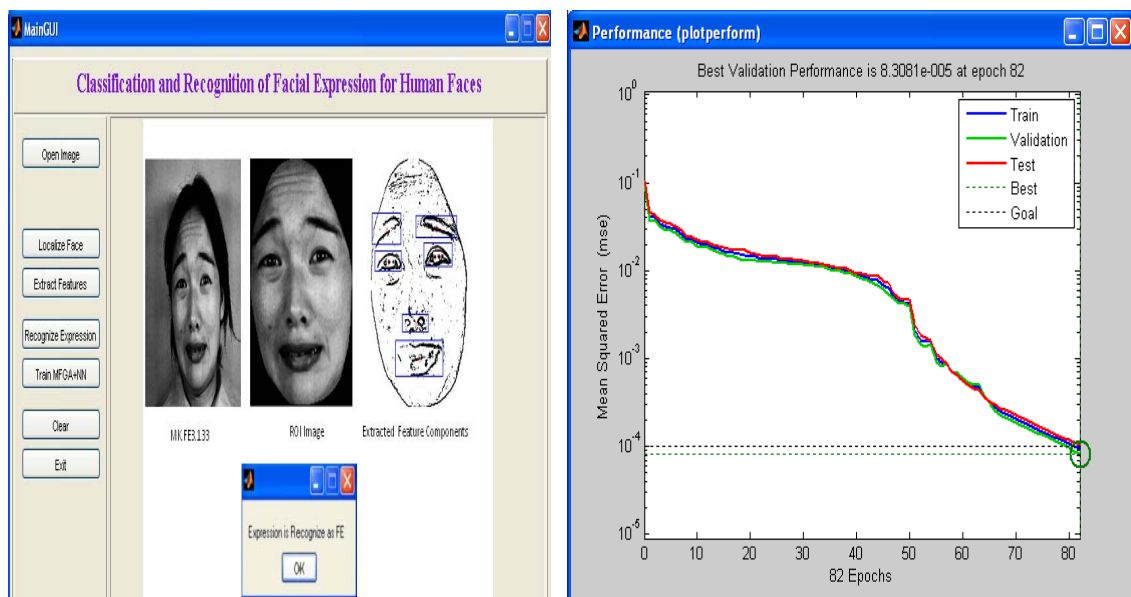 MainGUI
Classification and Recognition of Facial Expression for Human Faces
Open Image
Localize Face
Extract Features
Recognize Expression
Train MFGA+NN
Clear
Exit
MK.FE3.133
ROI Image
Extracted Feature Components
Expression is Recognize as FE
OK
Performance (plotperform)
Best Validation Performance is 8.3081e-005 at epoch 82
Train
Validation
Test
Best
Goal
Mean Squared Error (mse)
10^0
10^-1
10^-2
10^-3
10^-4
10^-5
0 10 20 30 40 50 60 70 80
82 Epochs